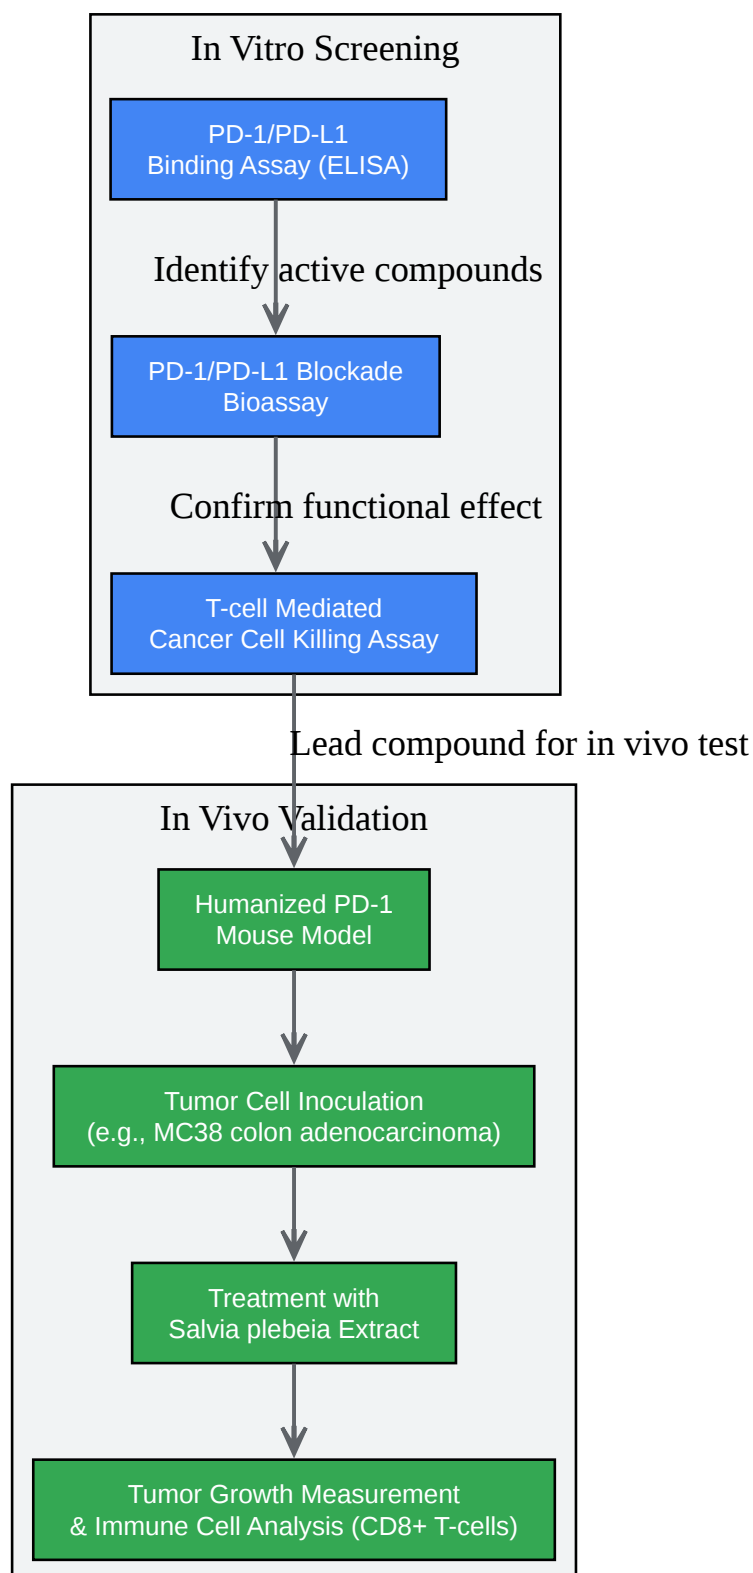 In Vitro Screening
PD-1/PD-L1
Binding Assay (ELISA)
Identify active compounds
PD-1/PD-L1 Blockade
Bioassay
Confirm functional effect
T-cell Mediated
Cancer Cell Killing Assay
Lead compound for in vivo test
In Vivo Validation
Humanized PD-1
Mouse Model
Tumor Cell Inoculation
(e.g., MC38 colon adenocarcinoma)
Treatment with
Salvia plebeia Extract
Tumor Growth Measurement
& Immune Cell Analysis (CD8+ T-cells)